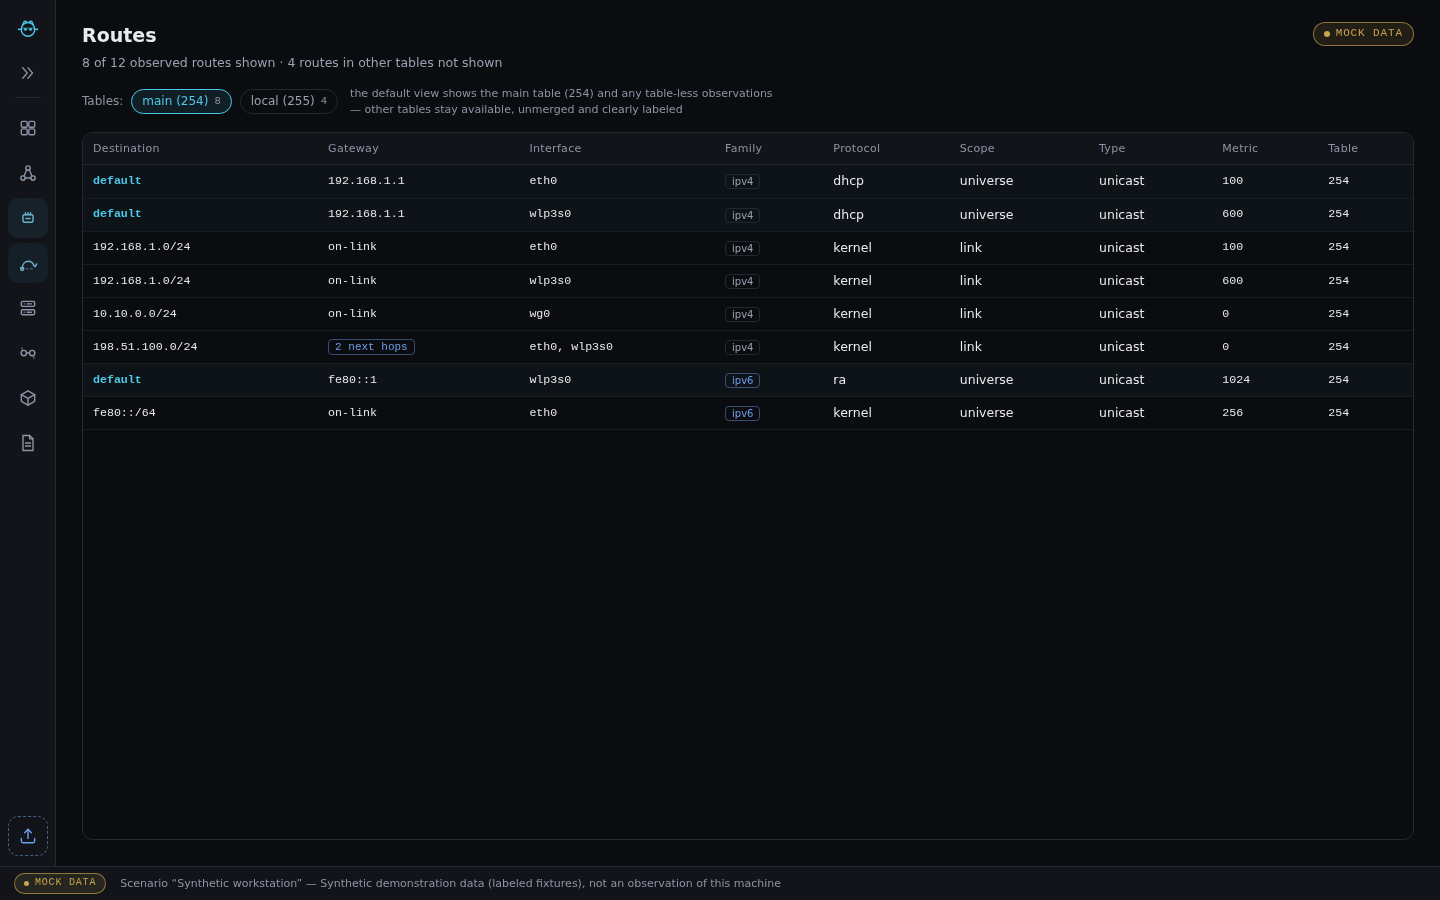 Routes
MOCK DATA
8 of 12 observed routes shown · 4 routes in other tables not shown
Tables: main (254) 8 local (255) 4 the default view shows the main table (254) and any table-less observations
— other tables stay available, unmerged and clearly labeled
Destination Gateway Interface Family Protocol Scope Type Metric Table
default 192.168.1.1 eth0 ipv4 dhcp universe unicast 100 254
default 192.168.1.1 wlp3s0 ipv4 dhcp universe unicast 600 254
192.168.1.0/24 on-link eth0 ipv4 kernel link unicast 100 254
192.168.1.0/24 on-link wlp3s0 ipv4 kernel link unicast 600 254
10.10.0.0/24 on-link wg0 ipv4 kernel link unicast 0 254
198.51.100.0/24 2 next hops eth0, wlp3s0 ipv4 kernel link unicast 0 254
default fe80::1 wlp3s0 ipv6 ra universe unicast 1024 254
fe80::/64 on-link eth0 ipv6 kernel universe unicast 256 254
MOCK DATA Scenario “Synthetic workstation” — Synthetic demonstration data (labeled fixtures), not an observation of this machine